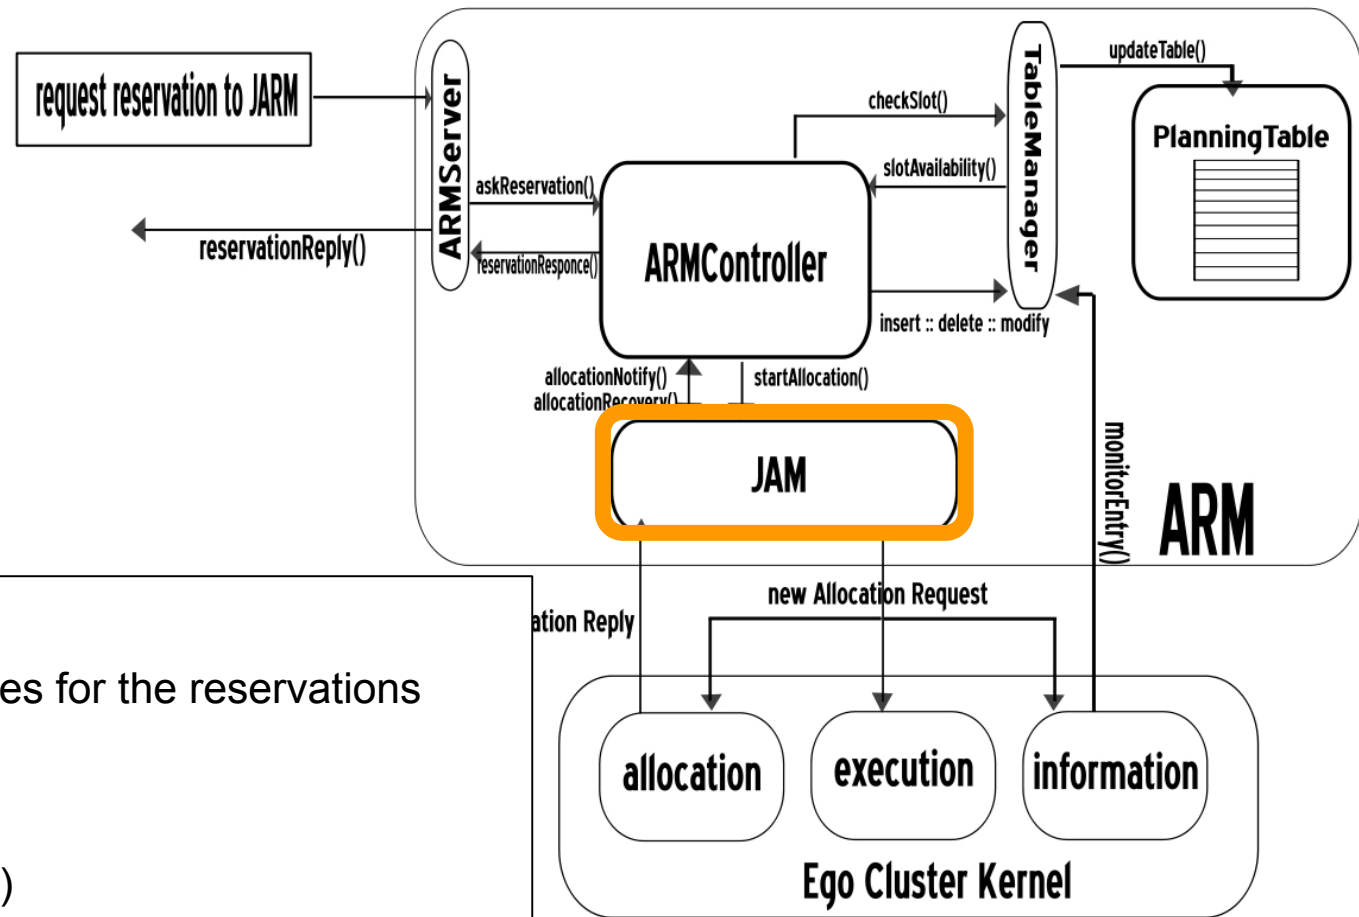 request reservation to JARM
ARMServer
askReservation()
reservationReply()
reservationResponce()
ARMController
checkSlot()
slotAvailability()
insert :: delete :: modify
TableManager
updateTable()
PlanningTable
allocationNotify()
allocationRecovery()
startAllocation()
JAM
monitorEntry()
ARM
new Allocation Request
ation Reply
es for the reservations
)
allocation
execution
information
Ego Cluster Kernel